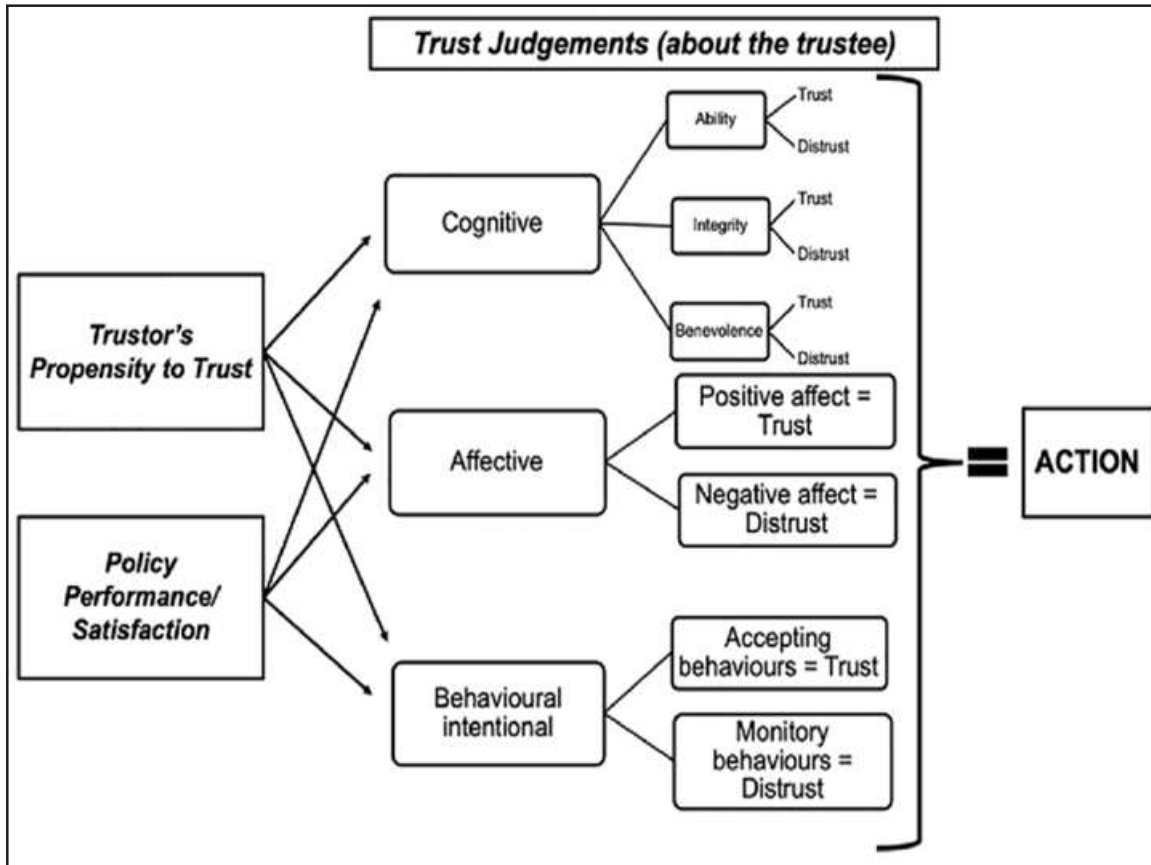 Trust Judgements (about the trustee)
Trustor's
Propensity to Trust
Policy
Performance/
Satisfaction
Cognitive
Ability
Trust
Distrust
Integrity
Trust
Distrust
Benevolence
Trust
Distrust
Affective
Positive affect =
Trust
Negative affect =
Distrust
Behavioural
intentional
Accepting
behaviours = Trust
Monitory
behaviours =
Distrust
=
ACTION